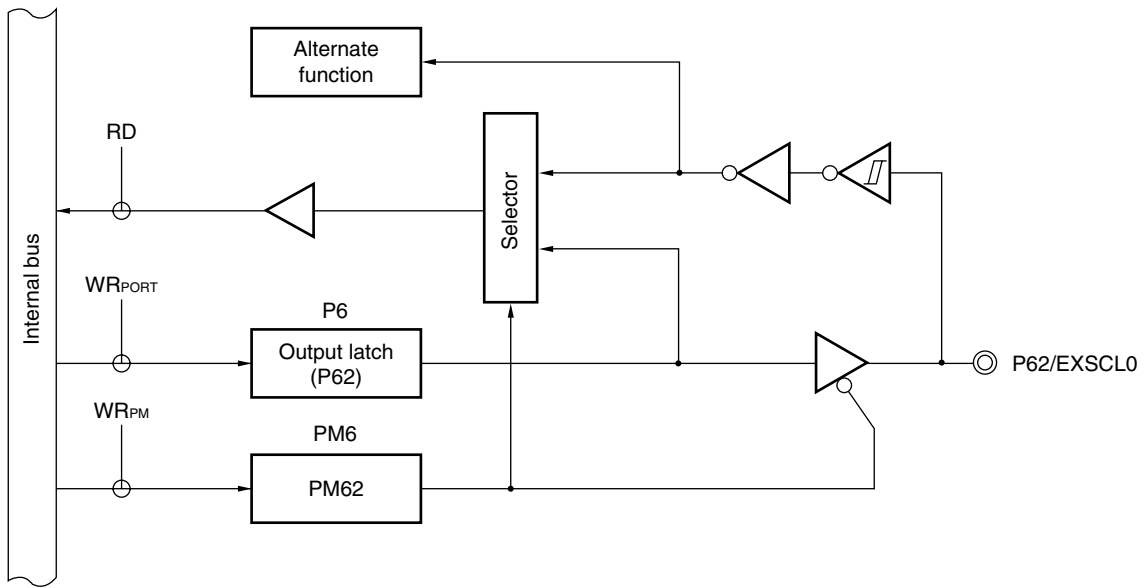 Alternate
function
RD
Selector
Internal bus
WRPORT
P6
Output latch
(P62)
P62/EXSCL0
WRPM
PM6
PM62